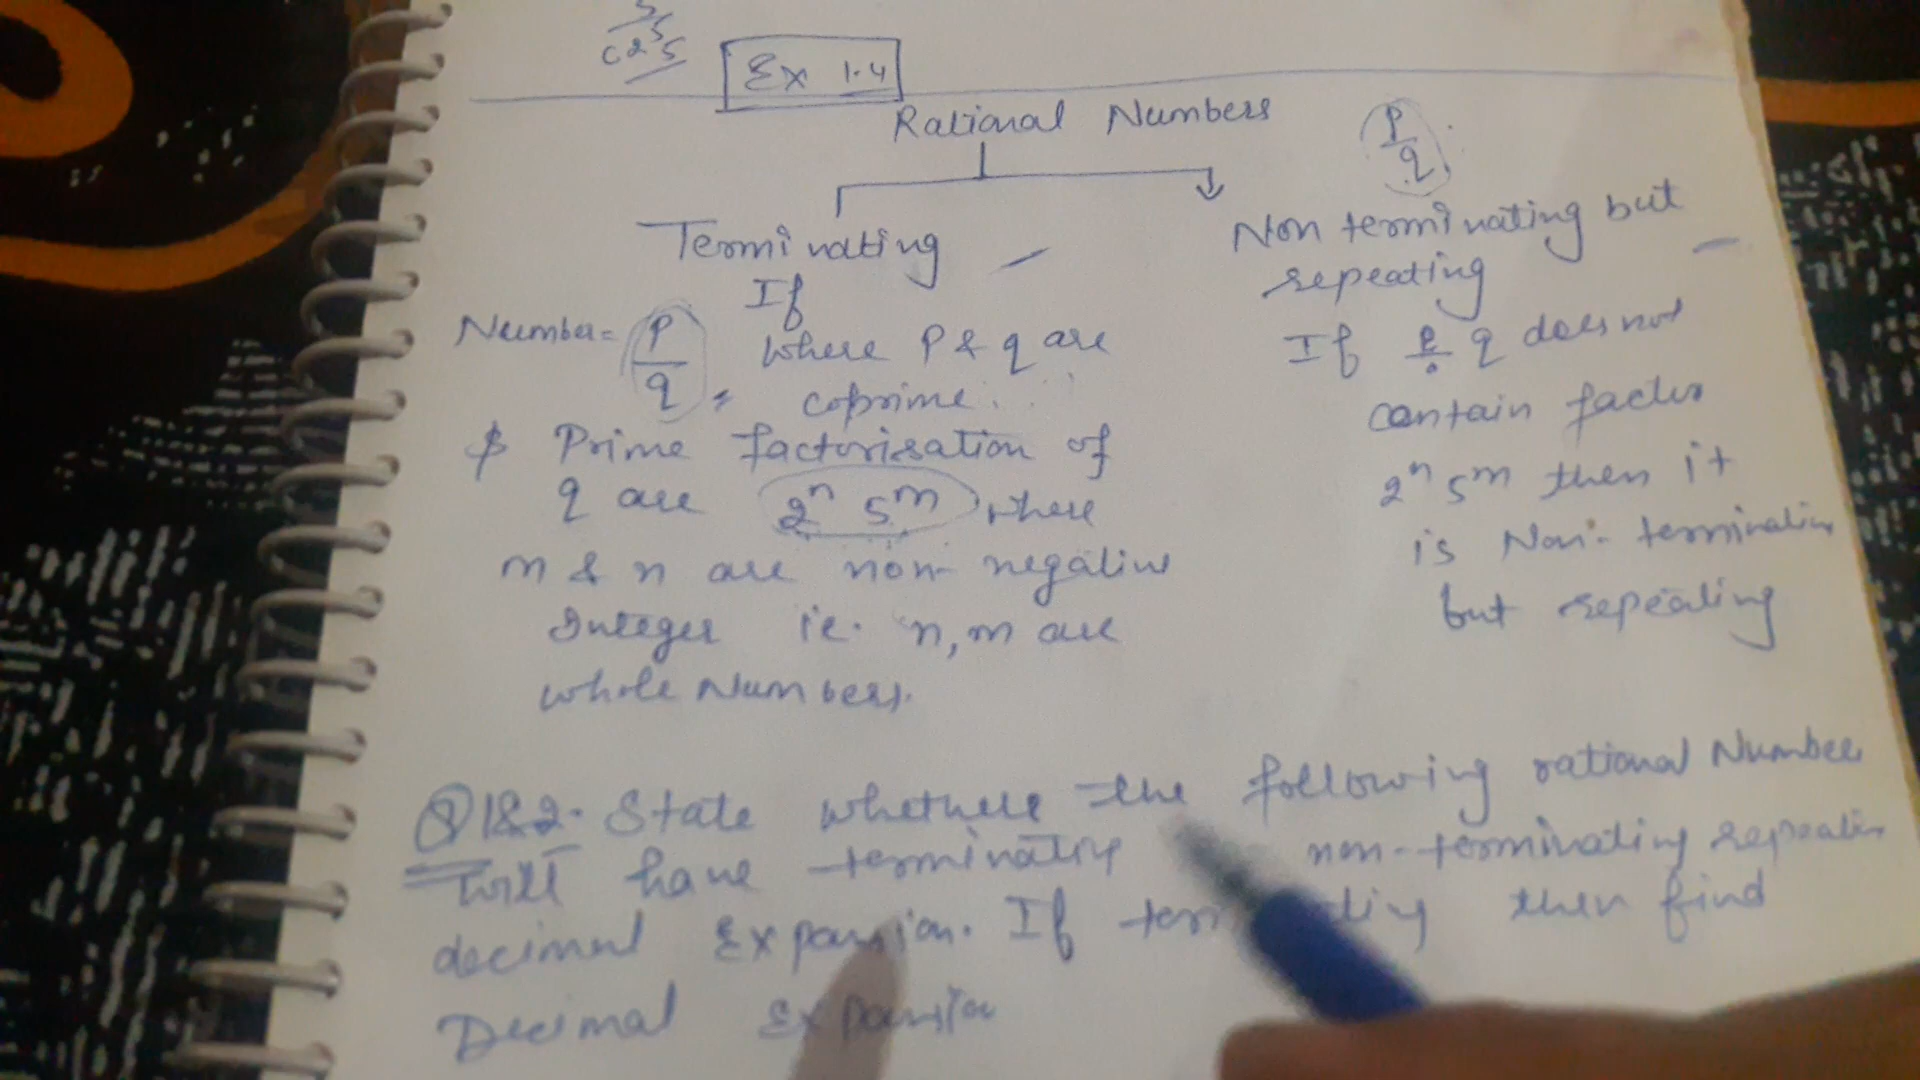 Ex 1.4
Rational Numbers
p/q
Terminating
If
Number = p/q, where p & q are
coprime.
& Prime factorisation of
q are 2ⁿ 5ᵐ where
m & n are non-negative
Integer ie. n, m are
whole Numbers.
Non terminating but
repeating
If q does not
contain factor
2ⁿ 5ᵐ then it
is Non-terminating
but repeating
Q 1&2. State whether the following rational Number
will have terminating non-terminating repeating
decimal Expansion. If then find
Decimal Expansion